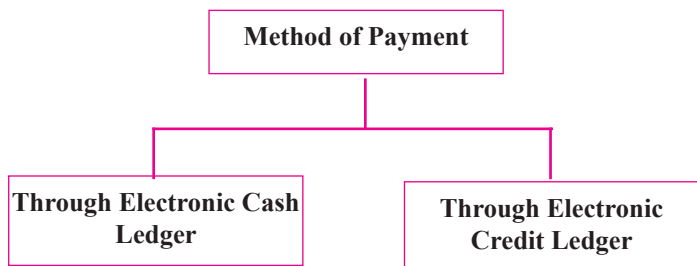 Method of Payment
Through Electronic Cash
Ledger
Through Electronic
Credit Ledger